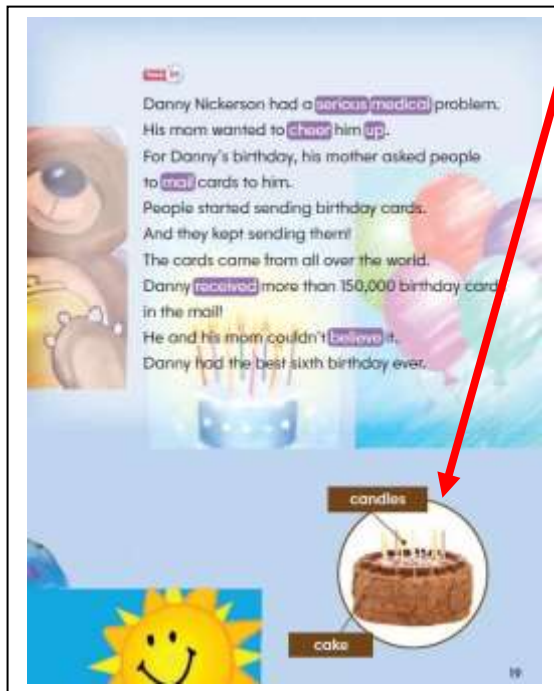 Danny Nickerson had a serious medical problem.
His mom wanted to cheer him up.
For Danny's birthday, his mother asked people
to mail cards to him.
People started sending birthday cards.
And they kept sending them!
The cards came from all over the world.
Danny received more than 150,000 birthday cards
in the mail!
He and his mom couldn't believe it.
Danny had the best sixth birthday ever.
candles
cake
19